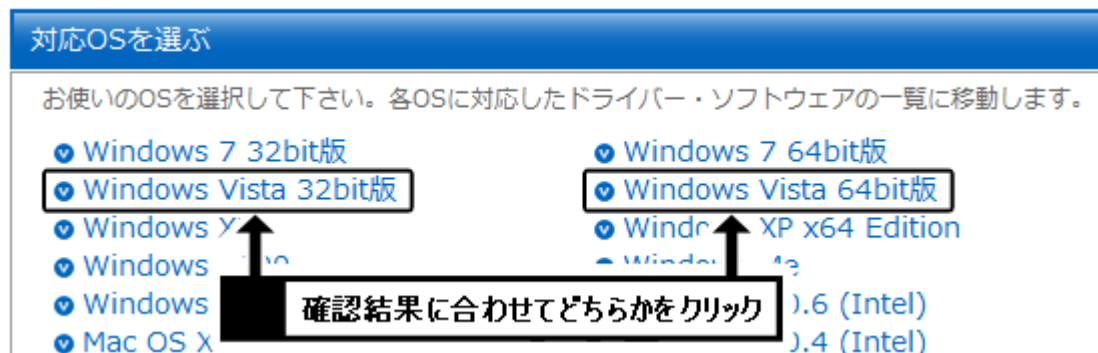 対応OSを選ぶ
お使いのOSを選択して下さい。各OSに対応したドライバー・ソフトウェアの一覧に移動します。
Windows 7 32bit版
Windows 7 64bit版
Windows Vista 32bit版
Windows Vista 64bit版
Windows
XP x64 Edition
Windows
Windows
確認結果に合わせてどちらかをクリック
.6 (Intel)
Mac OS X
.4 (Intel)